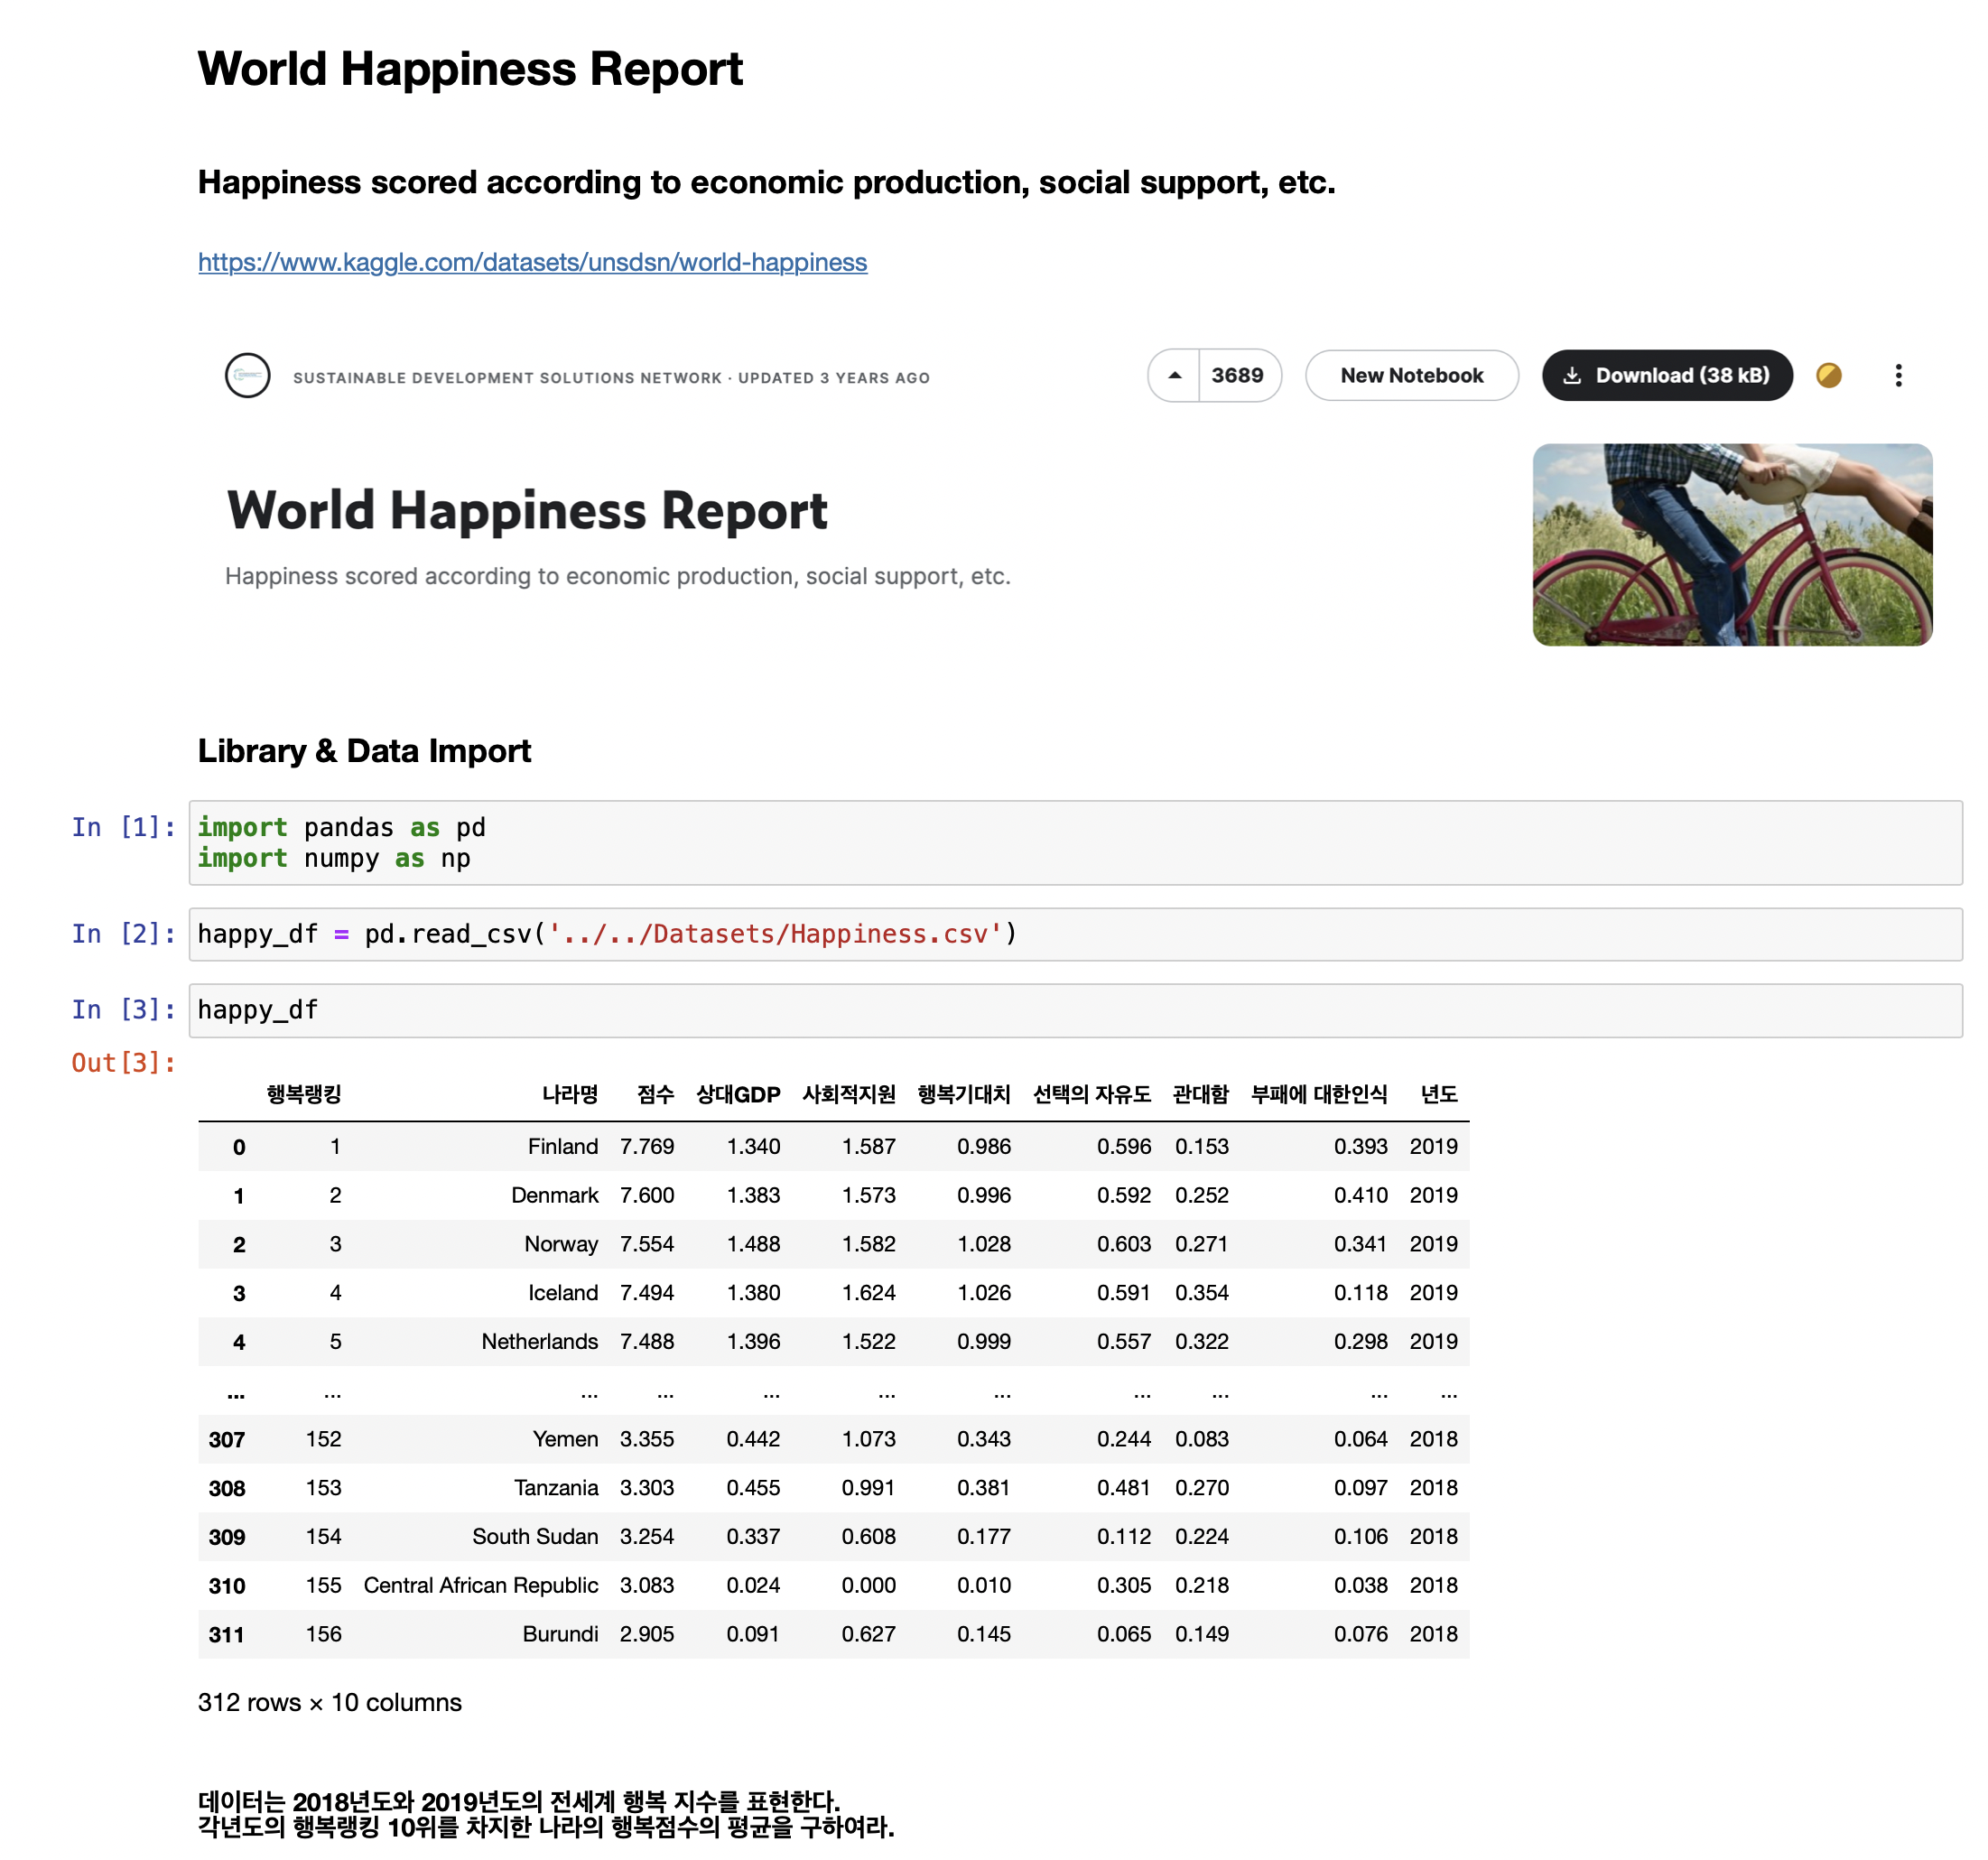 World Happiness Report
Happiness scored according to economic production, social support, etc.
https://www.kaggle.com/datasets/unsdsn/world-happiness
SUSTAINABLE DEVELOPMENT SOLUTIONS NETWORK · UPDATED 3 YEARS AGO
3689
New Notebook
Download (38 kB)
World Happiness Report
Happiness scored according to economic production, social support, etc.
Library & Data Import
In [1]: import pandas as pd
import numpy as np
In [2]: happy_df = pd.read_csv('../../Datasets/Happiness.csv')
In [3]: happy_df
Out[3]:
행복랭킹 나라명 점수 상대GDP 사회적지원 행복기대치 선택의 자유도 관대함 부패에 대한인식 년도
0 1 Finland 7.769 1.340 1.587 0.986 0.596 0.153 0.393 2019
1 2 Denmark 7.600 1.383 1.573 0.996 0.592 0.252 0.410 2019
2 3 Norway 7.554 1.488 1.582 1.028 0.603 0.271 0.341 2019
3 4 Iceland 7.494 1.380 1.624 1.026 0.591 0.354 0.118 2019
4 5 Netherlands 7.488 1.396 1.522 0.999 0.557 0.322 0.298 2019
... ... ... ... ... ... ... ... ... ... ...
307 152 Yemen 3.355 0.442 1.073 0.343 0.244 0.083 0.064 2018
308 153 Tanzania 3.303 0.455 0.991 0.381 0.481 0.270 0.097 2018
309 154 South Sudan 3.254 0.337 0.608 0.177 0.112 0.224 0.106 2018
310 155 Central African Republic 3.083 0.024 0.000 0.010 0.305 0.218 0.038 2018
311 156 Burundi 2.905 0.091 0.627 0.145 0.065 0.149 0.076 2018
312 rows × 10 columns
데이터는 2018년도와 2019년도의 전세계 행복 지수를 표현한다.
각년도의 행복랭킹 10위를 차지한 나라의 행복점수의 평균을 구하여라.